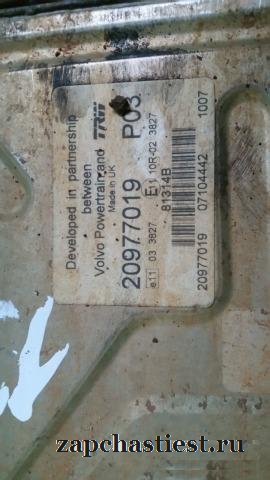 Developed in partnership
between
Volvo Powertrain and TRW
Made in UK
20977019 P03
e11 03 3827 E11 10R-02 3827
81314B
20977019 07104442 1007
zapchastiest.ru